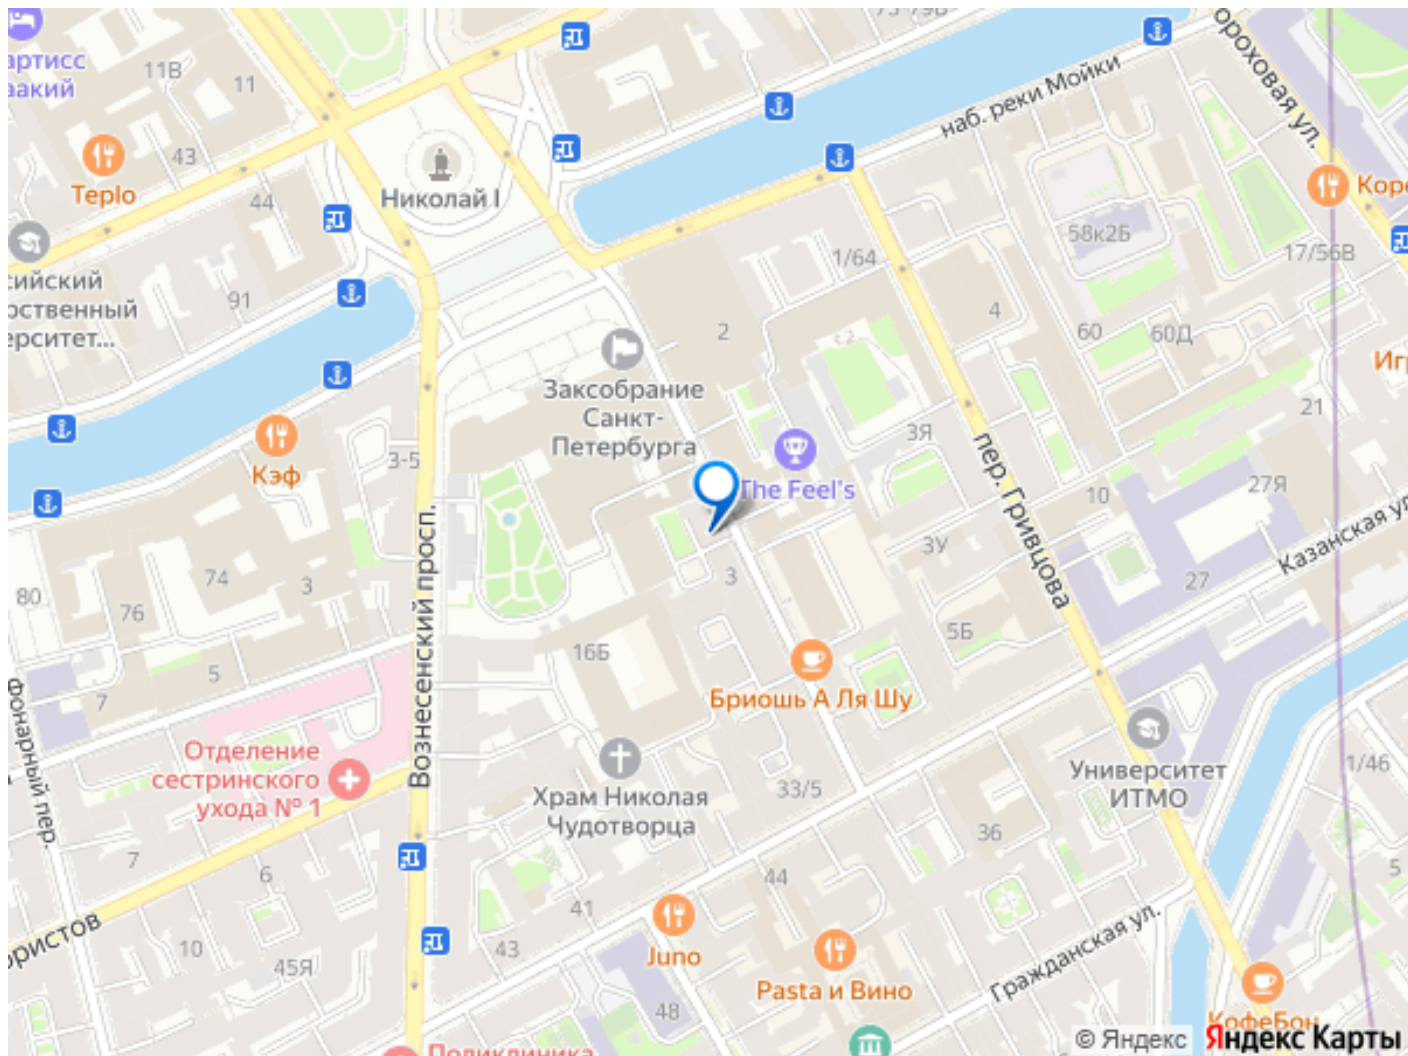 75-79В
артисс
аакий
11В
11
ороховая ул.
наб. реки Мойки
Teplo
43
44
Николай I
Коре
58к2Б
17/56В
1/64
сийский
рственный
ерситет...
91
4
2
60
60Д
Заксобрание
Санкт-
Петербурга
Игр
21
Кэф
3-5
3Я
The Feel's
пер. Гривцова
10
27Я
Казанская ул
Вознесенский просп.
3У
80
74
76
3
3
27
5Б
16Б
5
7
Бриошь А Ля Шу
Фонарный пер.
Отделение
сестринского
ухода № 1
Храм Николая
Чудотворца
33/5
Университет
ИТМО
1/46
36
7
6
44
5
41
ористов
10
45Я
43
Juno
Pasta и Вино
Гражданская ул.
48
КофеБон
Поликлиника
© Яндекс
Яндекс Карты